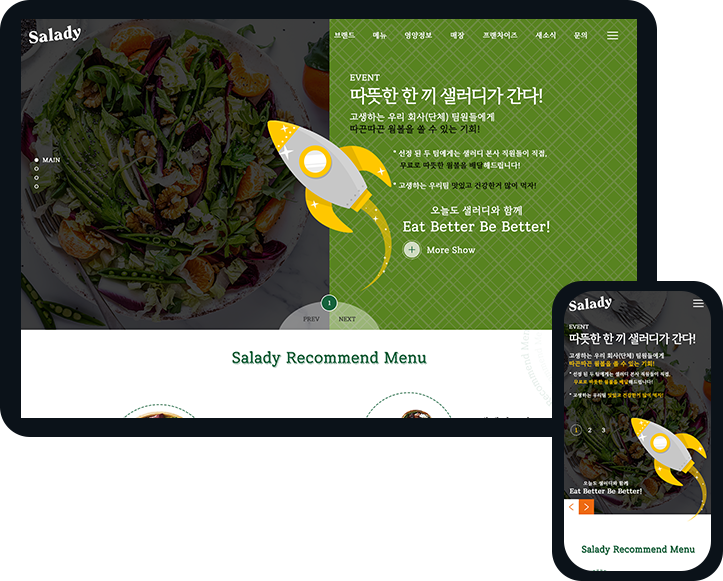 Salady
브랜드 메뉴 영양정보 매장 프랜차이즈 새소식 문의
EVENT
따뜻한 한 끼 샐러디가 간다!
고생하는 우리 회사(단체) 팀원들에게
따끈따끈 웜볼을 쏠 수 있는 기회!
* 선정 된 두 팀에게는 샐러디 본사 직원들이 직접,
무료로 따뜻한 웜볼을 배달해드립니다!
* 고생하는 우리팀 맛있고 건강한거 많이 먹자!
오늘도 샐러디와 함께
Eat Better Be Better!
+ More Show
MAIN
1
PREV NEXT
Salady Recommend Menu
Salady
EVENT
따뜻한 한 끼 샐러디가 간다!
고생하는 우리 회사(단체) 팀원들에게
따끈따끈 웜볼을 쏠 수 있는 기회!
* 선정 된 두 팀에게는 샐러디 본사 직원들이 직접,
무료로 따뜻한 웜볼을 배달해드립니다!
* 고생하는 우리팀 맛있고 건강한거 많이 먹자!
1 2 3
오늘도 샐러디와 함께
Eat Better Be Better!
Salady Recommend Menu